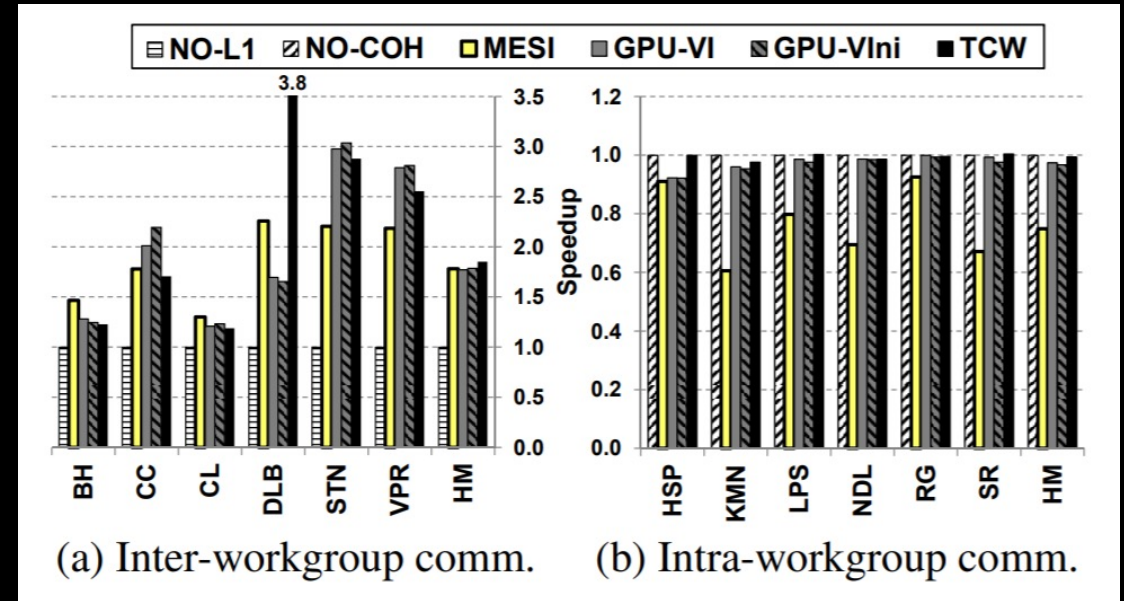 NO-L1 NO-COH MESI GPU-VI GPU-VIni TCW
3.8
3.5
3.0
2.5
2.0
1.5
1.0
0.5
0.0
Speedup
1.2
1.0
0.8
0.6
0.4
0.2
0.0
BH CC CL DLB STN VPR HM
HSP KMN LPS NDL RG SR HM
(a) Inter-workgroup comm.
(b) Intra-workgroup comm.